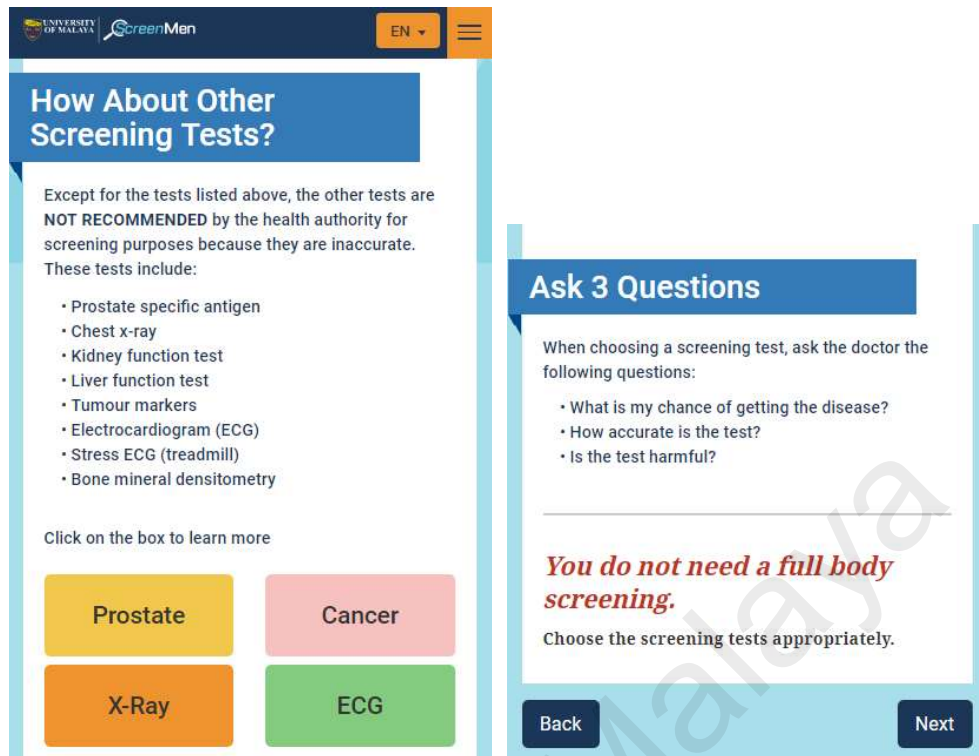 UNIVERSITY
OF MALAYA
ScreenMen
EN
How About Other
Screening Tests?
Except for the tests listed above, the other tests are
NOT RECOMMENDED by the health authority for
screening purposes because they are inaccurate.
These tests include:
• Prostate specific antigen
• Chest x-ray
• Kidney function test
• Liver function test
• Tumour markers
• Electrocardiogram (ECG)
• Stress ECG (treadmill)
• Bone mineral densitometry
Click on the box to learn more
Prostate
Cancer
X-Ray
ECG
Ask 3 Questions
When choosing a screening test, ask the doctor the
following questions:
• What is my chance of getting the disease?
• How accurate is the test?
• Is the test harmful?
You do not need a full body
screening.
Choose the screening tests appropriately.
Back
Next
Malaya